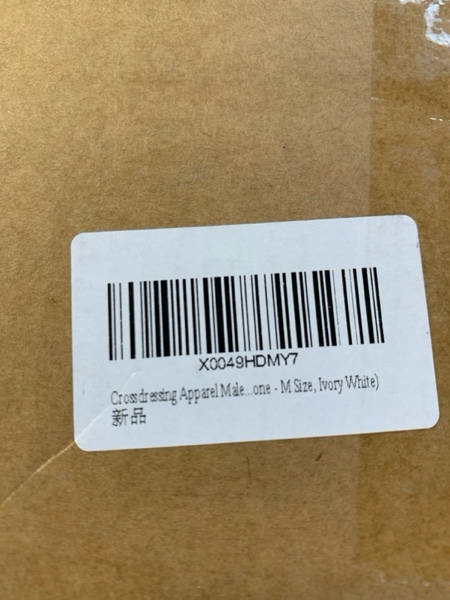 X0049HDMY7
Crossdressing Apparel Male...one - M Size, Ivory White)
新品